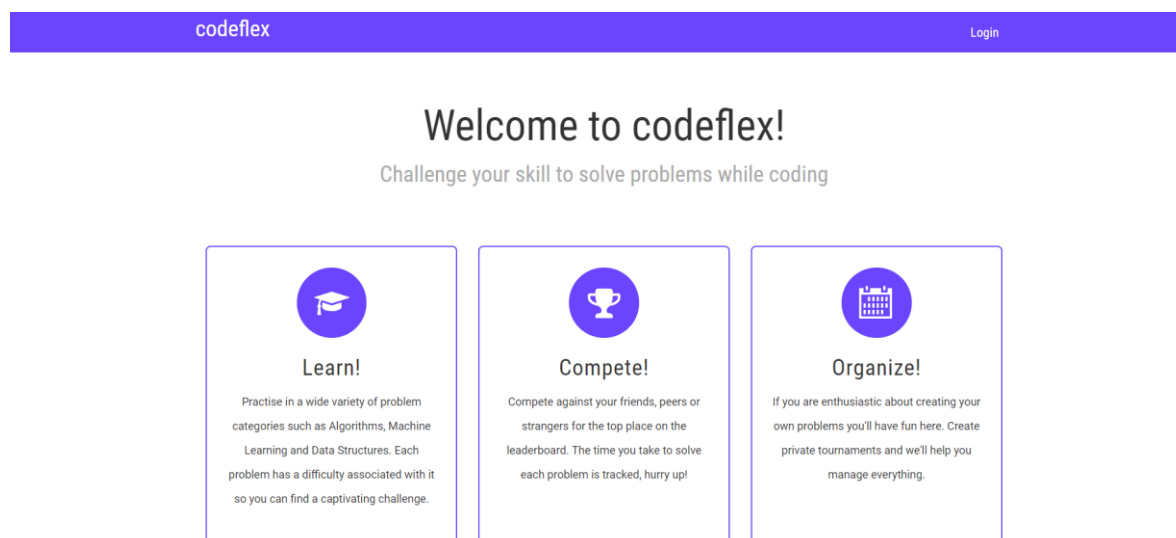 codeflex
Login
Welcome to codeflex!
Challenge your skill to solve problems while coding
Learn!
Practise in a wide variety of problem
categories such as Algorithms, Machine
Learning and Data Structures. Each
problem has a difficulty associated with it
so you can find a captivating challenge.
Compete!
Compete against your friends, peers or
strangers for the top place on the
leaderboard. The time you take to solve
each problem is tracked, hurry up!
Organize!
If you are enthusiastic about creating your
own problems you'll have fun here. Create
private tournaments and we'll help you
manage everything.